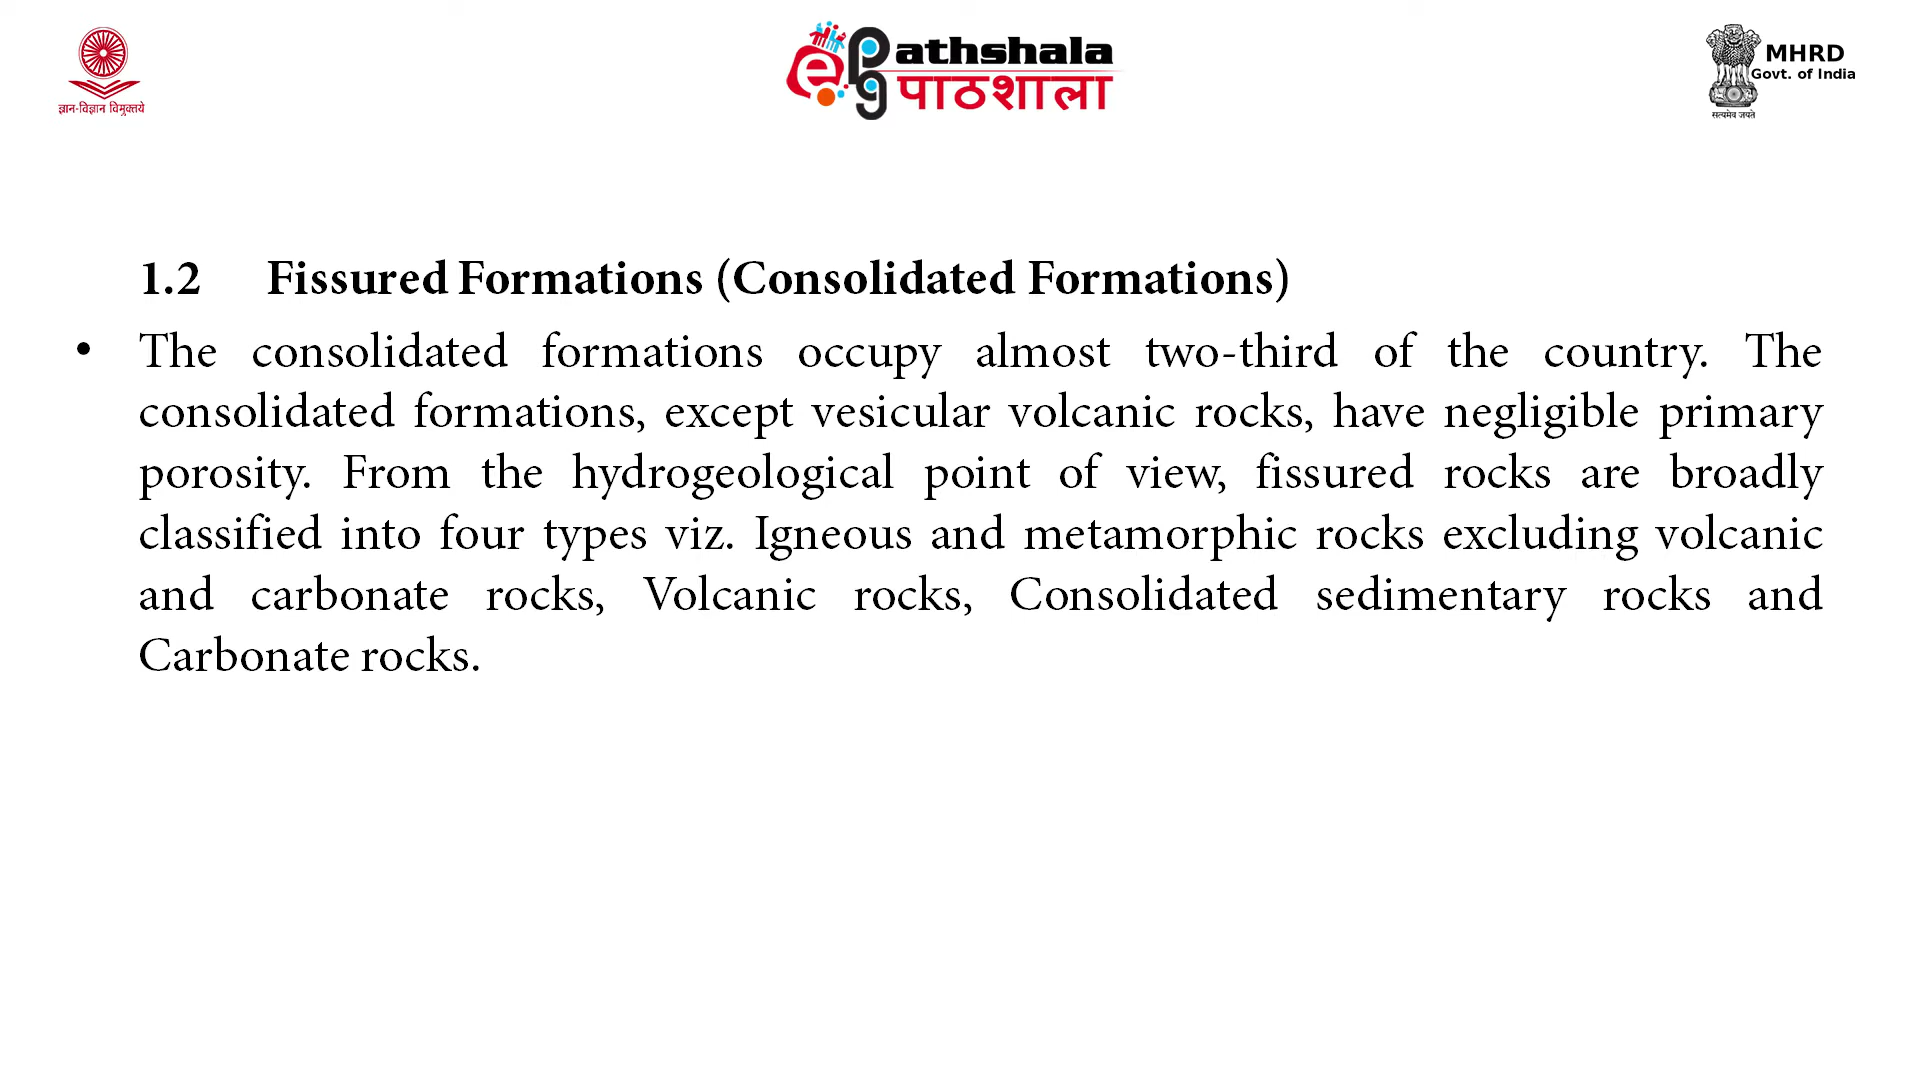 ज्ञान-विज्ञान विमुक्तये
ePGathshala
पाठशाला
MHRD
Govt. of India
सत्यमेव जयते
1.2 Fissured Formations (Consolidated Formations)
• The consolidated formations occupy almost two-third of the country. The
consolidated formations, except vesicular volcanic rocks, have negligible primary
porosity. From the hydrogeological point of view, fissured rocks are broadly
classified into four types viz. Igneous and metamorphic rocks excluding volcanic
and carbonate rocks, Volcanic rocks, Consolidated sedimentary rocks and
Carbonate rocks.